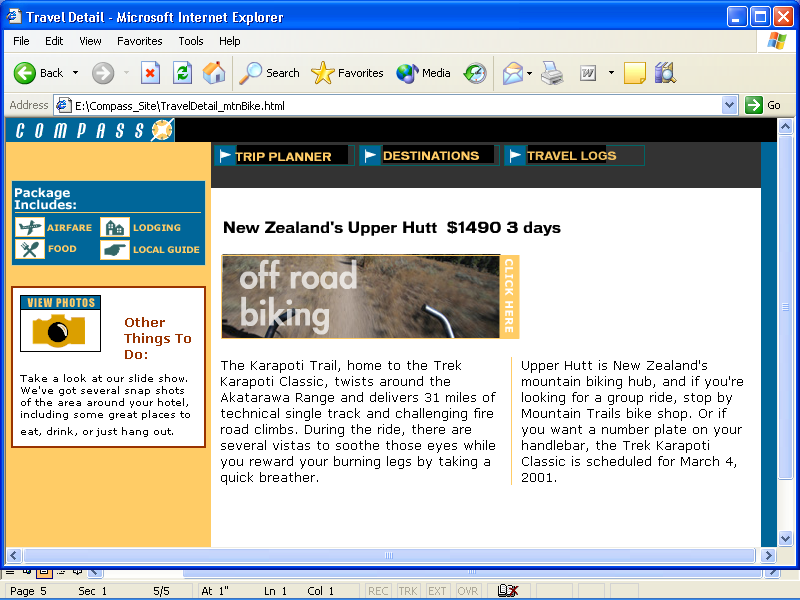 Travel Detail - Microsoft Internet Explorer
File Edit View Favorites Tools Help
Back Search Favorites Media
Address E:\Compass_Site\TravelDetail_mtnBike.html Go
COMPASS
TRIP PLANNER DESTINATIONS TRAVEL LOGS
Package
Includes:
AIRFARE LODGING
FOOD LOCAL GUIDE
New Zealand's Upper Hutt $1490 3 days
off road
biking
CLICK HERE
VIEW PHOTOS
Other
Things To
Do:
Take a look at our slide show.
We've got several snap shots
of the area around your hotel,
including some great places to
eat, drink, or just hang out.
The Karapoti Trail, home to the Trek
Karapoti Classic, twists around the
Akatarawa Range and delivers 31 miles of
technical single track and challenging fire
road climbs. During the ride, there are
several vistas to soothe those eyes while
you reward your burning legs by taking a
quick breather.
Upper Hutt is New Zealand's
mountain biking hub, and if you're
looking for a group ride, stop by
Mountain Trails bike shop. Or if
you want a number plate on your
handlebar, the Trek Karapoti
Classic is scheduled for March 4,
2001.
Page 5 Sec 1 5/5 At 1" Ln 1 Col 1 REC TRK EXT OVR